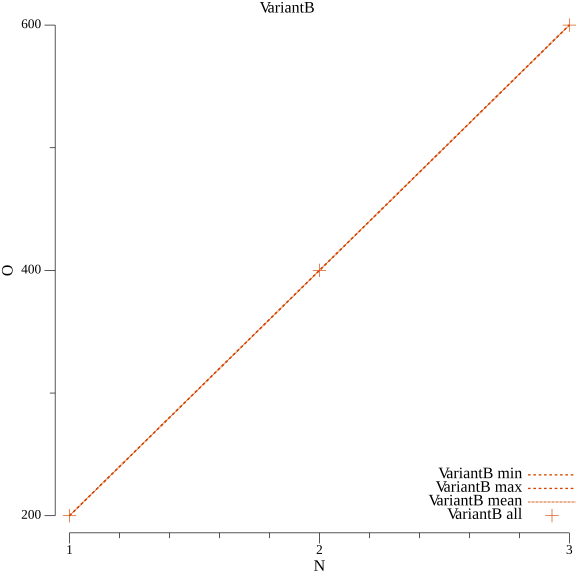 VariantB
600
400
O
200
VariantB min
VariantB max
VariantB mean
VariantB all
1 2 3
N